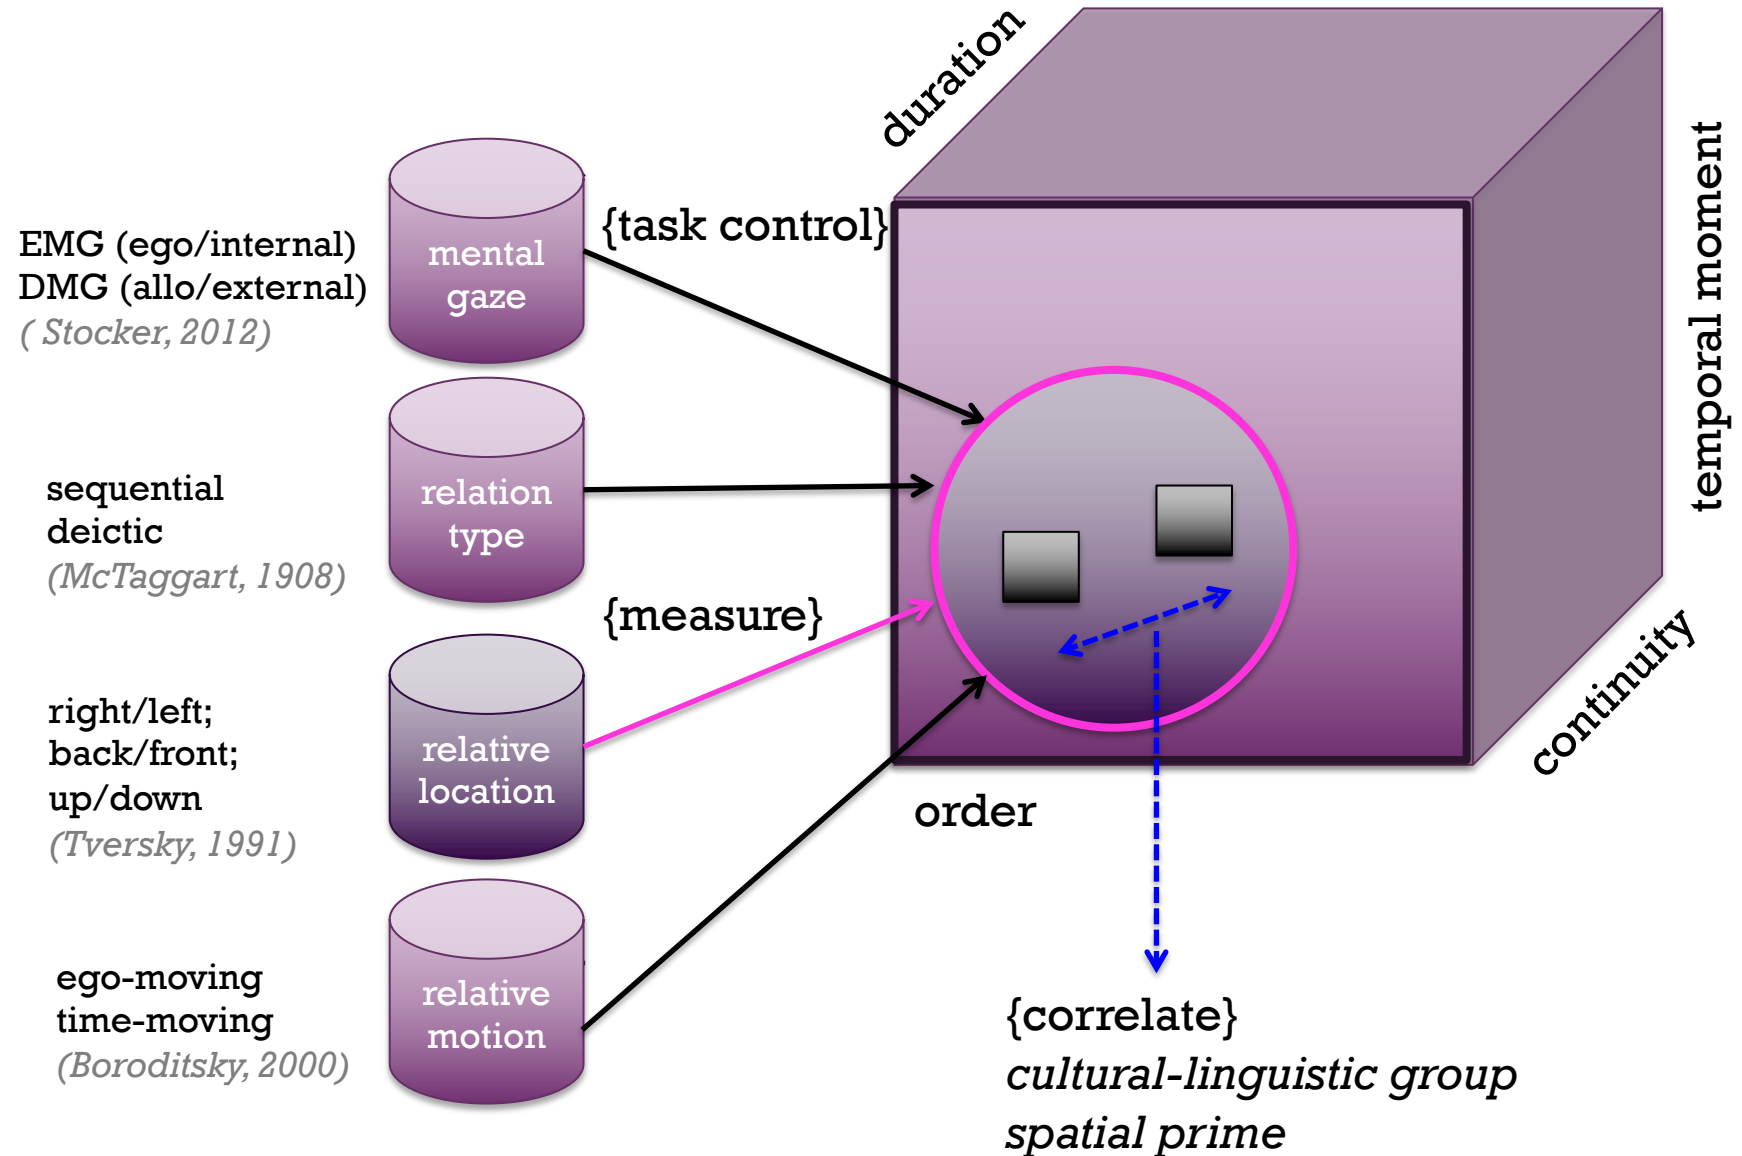 duration
temporal moment
continuity
order
{task control}
{measure}
EMG (ego/internal)
DMG (allo/external)
( Stocker, 2012)
mental
gaze
sequential
deictic
(McTaggart, 1908)
relation
type
right/left;
back/front;
up/down
(Tversky, 1991)
relative
location
ego-moving
time-moving
(Boroditsky, 2000)
relative
motion
{correlate}
cultural-linguistic group
spatial prime